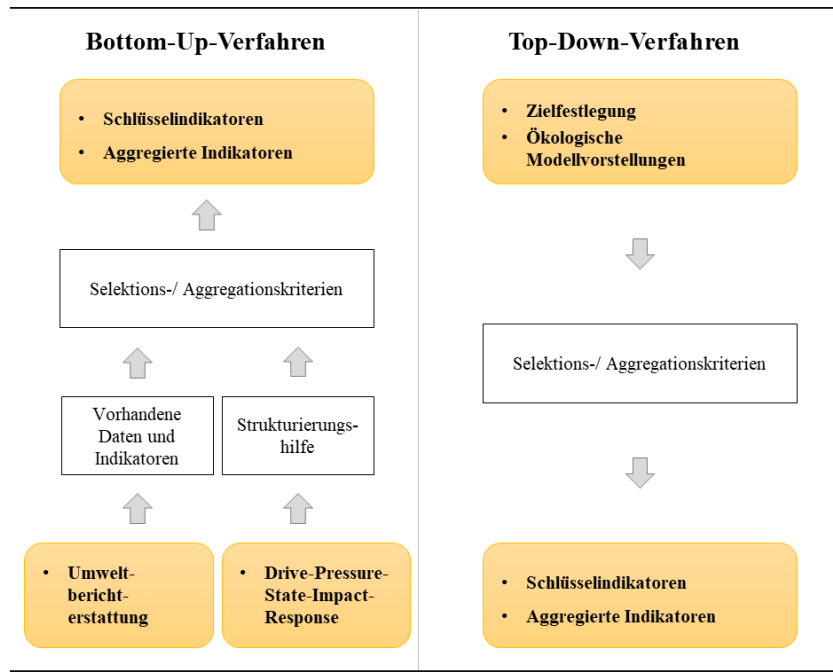 Bottom-Up-Verfahren
• Schlüsselindikatoren
• Aggregierte Indikatoren
Selektions-/ Aggregationskriterien
Vorhandene
Daten und
Indikatoren
Strukturierungs-
hilfe
• Umwelt-
bericht-
erstattung
• Drive-Pressure-
State-Impact-
Response
Top-Down-Verfahren
• Zielfestlegung
• Ökologische
Modellvorstellungen
Selektions-/ Aggregationskriterien
• Schlüsselindikatoren
• Aggregierte Indikatoren